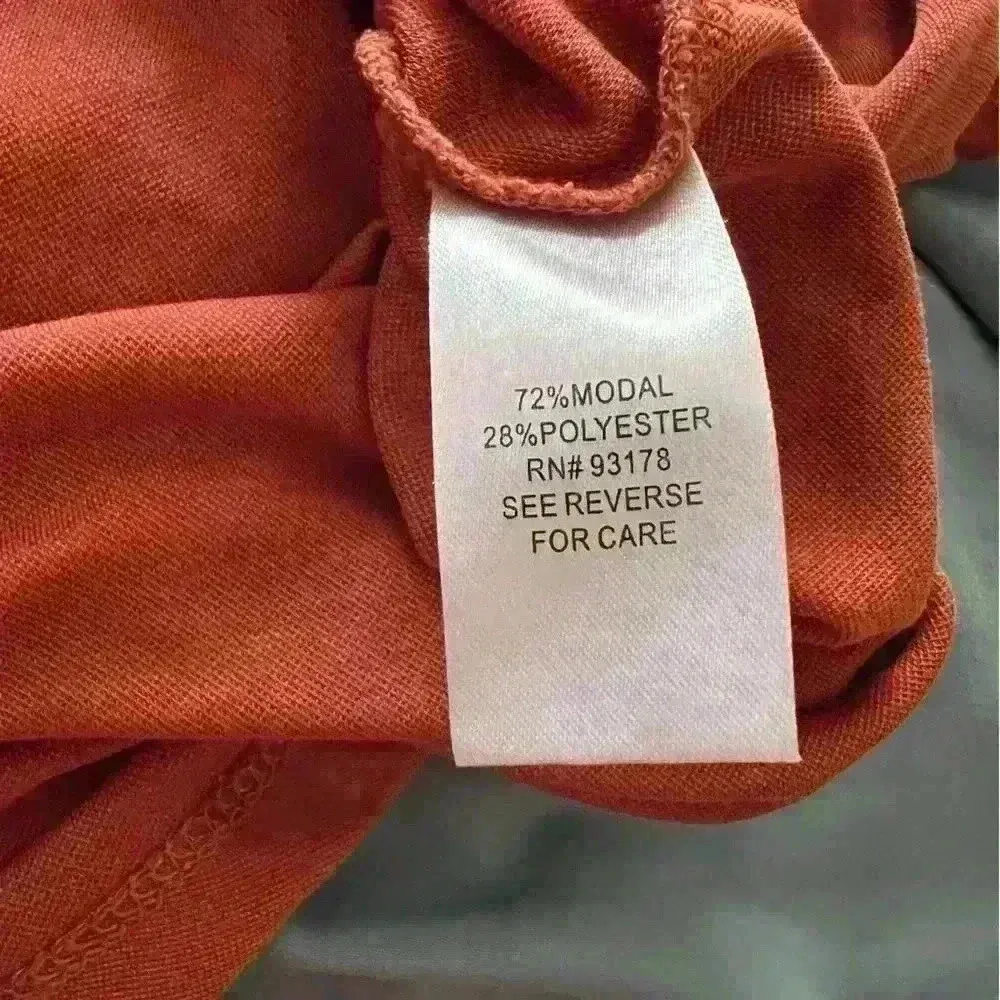 72%MODAL
28%POLYESTER
RN# 93178
SEE REVERSE
FOR CARE